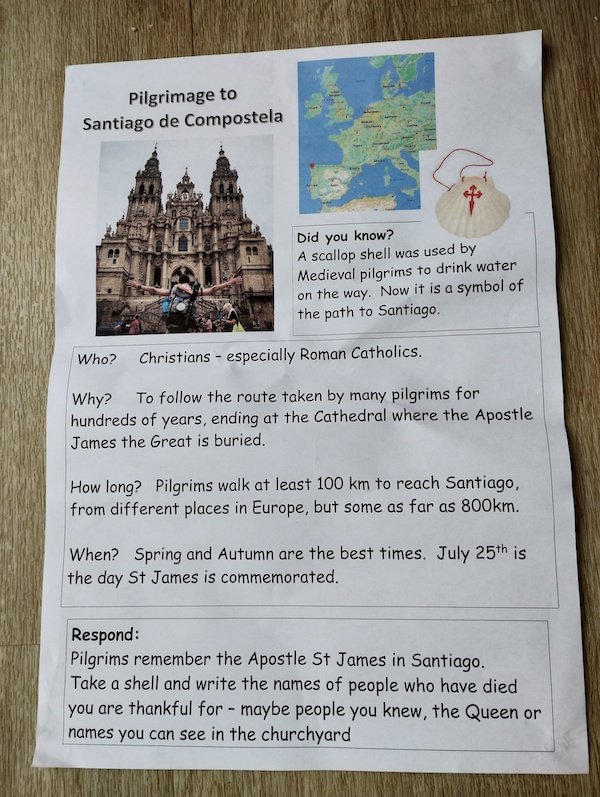 Pilgrimage to
Santiago de Compostela
Did you know?
A scallop shell was used by
Medieval pilgrims to drink water
on the way. Now it is a symbol of
the path to Santiago.
Who? Christians – especially Roman Catholics.
Why? To follow the route taken by many pilgrims for
hundreds of years, ending at the Cathedral where the Apostle
James the Great is buried.
How long? Pilgrims walk at least 100 km to reach Santiago,
from different places in Europe, but some as far as 800km.
When? Spring and Autumn are the best times. July 25th is
the day St James is commemorated.
Respond:
Pilgrims remember the Apostle St James in Santiago.
Take a shell and write the names of people who have died
you are thankful for – maybe people you knew, the Queen or
names you can see in the churchyard